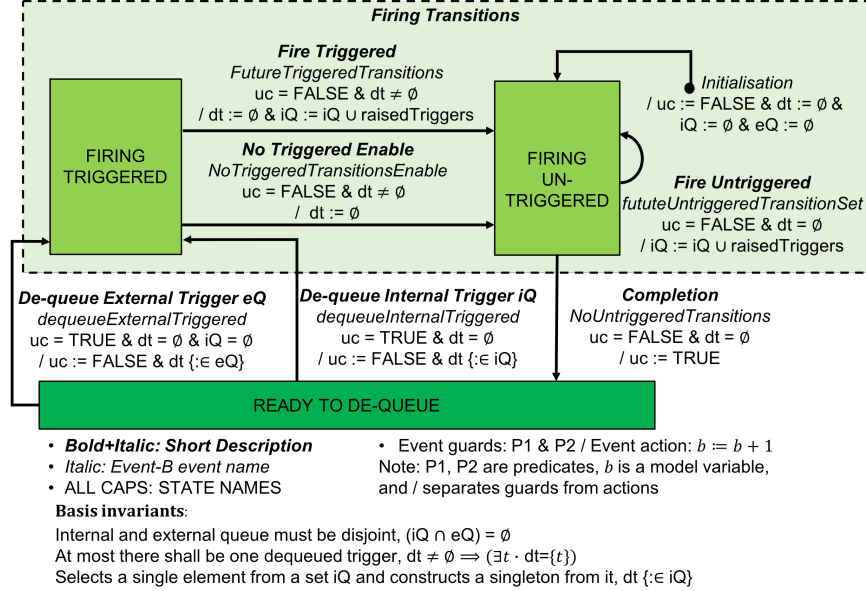 Firing Transitions
Fire Triggered
FutureTriggeredTransitions
uc = FALSE & dt ≠ ∅
/ dt := ∅ & iQ := iQ ∪ raisedTriggers
Initialisation
/ uc := FALSE & dt := ∅ &
iQ := ∅ & eQ := ∅
FIRING
TRIGGERED
No Triggered Enable
NoTriggeredTransitionsEnable
uc = FALSE & dt ≠ ∅
/ dt := ∅
FIRING
UN-
TRIGGERED
Fire Untriggered
fututeUntriggeredTransitionSet
uc = FALSE & dt = ∅
/ iQ := iQ ∪ raisedTriggers
De-queue External Trigger eQ
dequeueExternalTriggered
uc = TRUE & dt = ∅ & iQ = ∅
/ uc := FALSE & dt {:∈ eQ}
De-queue Internal Trigger iQ
dequeueInternalTriggered
uc = TRUE & dt = ∅
/ uc := FALSE & dt {:∈ iQ}
Completion
NoUntriggeredTransitions
uc = FALSE & dt = ∅
/ uc := TRUE
READY TO DE-QUEUE
• Bold+Italic: Short Description
• Italic: Event-B event name
• ALL CAPS: STATE NAMES
• Event guards: P1 & P2 / Event action: b ≔ b + 1
Note: P1, P2 are predicates, b is a model variable,
and / separates guards from actions
Basis invariants:
Internal and external queue must be disjoint, (iQ ∩ eQ) = ∅
At most there shall be one dequeued trigger, dt ≠ ∅ ⟹ (∃t · dt={t})
Selects a single element from a set iQ and constructs a singleton from it, dt {:∈ iQ}